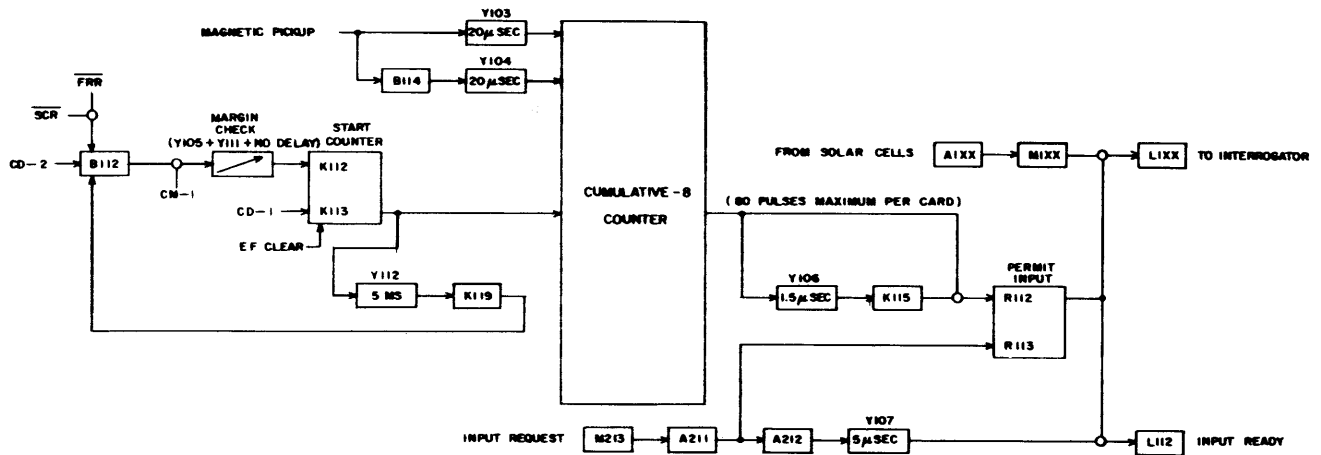 MAGNETIC PICKUP
Y103
20μ SEC
B114
Y104
20μSEC
FRR
SCR
MARGIN
CHECK
(Y105 + Y111 + NO DELAY)
START
COUNTER
CD-2
B112
CM-1
K112
CD-1
K113
EF CLEAR
Y112
5 MS
K119
CUMULATIVE - 8
COUNTER
FROM SOLAR CELLS
A1XX
M1XX
L1XX
TO INTERROGATOR
(80 PULSES MAXIMUM PER CARD)
Y106
1.5μSEC
K115
PERMIT
INPUT
R112
R113
INPUT REQUEST
M213
A211
A212
Y107
5μSEC
L112
INPUT READY